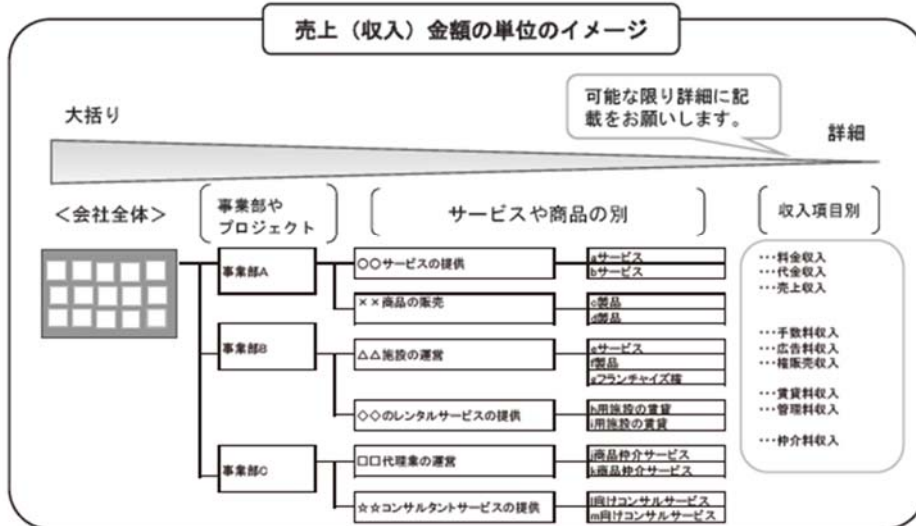 売上（収入）金額の単位のイメージ
可能な限り詳細に記
載をお願いします。
大括り
詳細
＜会社全体＞
事業部や
プロジェクト
サービスや商品の別
収入項目別
事業部A
○○サービスの提供
aサービス
bサービス
××商品の販売
c製品
d製品
事業部B
△△施設の運営
eサービス
f製品
gフランチャイズ権
◇◇のレンタルサービスの提供
h用施設の賃貸
i用施設の賃貸
事業部C
□□代理業の運営
j商品仲介サービス
k商品仲介サービス
☆☆コンサルタントサービスの提供
l向けコンサルサービス
m向けコンサルサービス
…料金収入
…代金収入
…売上収入
…手数料収入
…広告料収入
…権販売収入
…賃貸料収入
…管理料収入
…仲介料収入